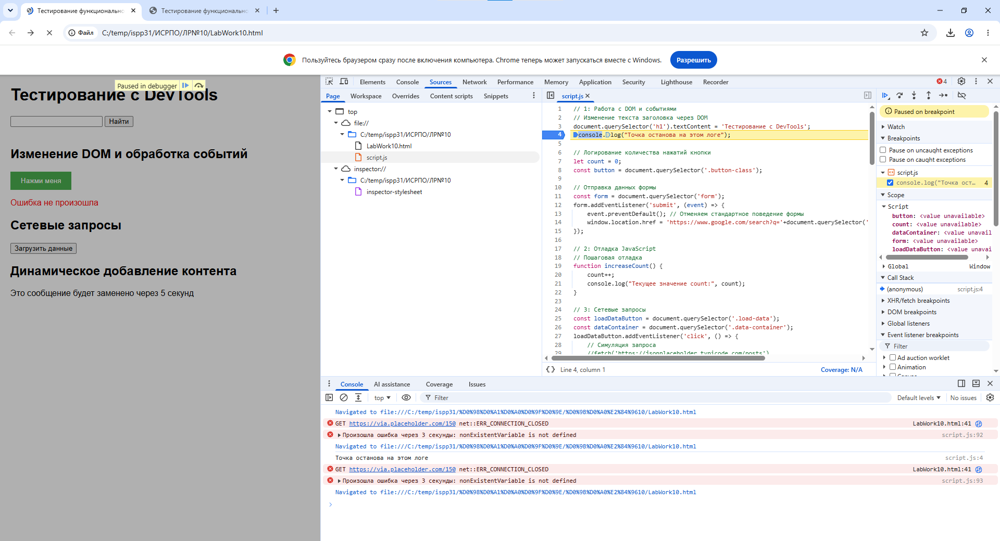 Тестирование функционально
Тестирование функционально
Файл
C:/temp/ispp31/ИСРПО/ЛР№10/LabWork10.html
Пользуйтесь браузером сразу после включения компьютера. Chrome теперь может запускаться вместе с Windows.
Разрешить
Paused in debugger
Тестирование с DevTools
Найти
Изменение DOM и обработка событий
Нажми меня
Ошибка не произошла
Сетевые запросы
Загрузить данные
Динамическое добавление контента
Это сообщение будет заменено через 5 секунд
Elements Console Sources Network Performance Memory Application Security Lighthouse Recorder
4
Page Workspace Overrides Content scripts Snippets
top
file://
C:/temp/ispp31/ИСРПО/ЛР№10
LabWork10.html
script.js
inspector://
C:/temp/ispp31/ИСРПО/ЛР№10
inspector-stylesheet
script.js
1 // 1: Работа с DOM и событиями
2 // Изменение текста заголовка через DOM
3 document.querySelector('h1').textContent = 'Тестирование с DevTools';
4 console.log("Точка останова на этом логе");
5
6 // Логирование количества нажатий кнопки
7 let count = 0;
8 const button = document.querySelector('.button-class');
9
10 // Отправка данных формы
11 const form = document.querySelector('form');
12 form.addEventListener('submit', (event) => {
13 event.preventDefault(); // Отменяем стандартное поведение формы
14 window.location.href = 'https://www.google.com/search?q='+document.querySelector('
15 });
16
17 // 2: Отладка JavaScript
18 // Пошаговая отладка
19 function increaseCount() {
20 count++;
21 console.log("Текущее значение count:", count);
22 }
23
24 // 3: Сетевые запросы
25 const loadDataButton = document.querySelector('.load-data');
26 const dataContainer = document.querySelector('.data-container');
27 loadDataButton.addEventListener('click', () => {
28 // Симуляция запроса
29 //fetch('https://jsonplaceholder.typicode.com/posts')
Line 4, column 1
Coverage: N/A
Paused on breakpoint
Watch
Breakpoints
Pause on uncaught exceptions
Pause on caught exceptions
script.js
console.log("Точка ост… 4
Scope
Script
button: <value unavailable>
count: <value unavailable>
dataContainer: <value unavail
form: <value unavailable>
loadDataButton: <value unavai
Global Window
Call Stack
(anonymous) script.js:4
XHR/fetch breakpoints
DOM breakpoints
Global listeners
Event listener breakpoints
Filter
Ad auction worklet
Animation
Canvas
Console AI assistance Coverage Issues
top
Filter
Default levels
No issues
Navigated to file:///C:/temp/ispp31/%D0%98%D0%A1%D0%A0%D0%9F%D0%9E/%D0%9B%D0%A0%E2%84%9610/LabWork10.html
GET https://via.placeholder.com/150 net::ERR_CONNECTION_CLOSED LabWork10.html:41
Произошла ошибка через 3 секунды: nonExistentVariable is not defined script.js:92
Navigated to file:///C:/temp/ispp31/%D0%98%D0%A1%D0%A0%D0%9F%D0%9E/%D0%9B%D0%A0%E2%84%9610/LabWork10.html
Точка останова на этом логе script.js:4
GET https://via.placeholder.com/150 net::ERR_CONNECTION_CLOSED LabWork10.html:41
Произошла ошибка через 3 секунды: nonExistentVariable is not defined script.js:93
Navigated to file:///C:/temp/ispp31/%D0%98%D0%A1%D0%A0%D0%9F%D0%9E/%D0%9B%D0%A0%E2%84%9610/LabWork10.html